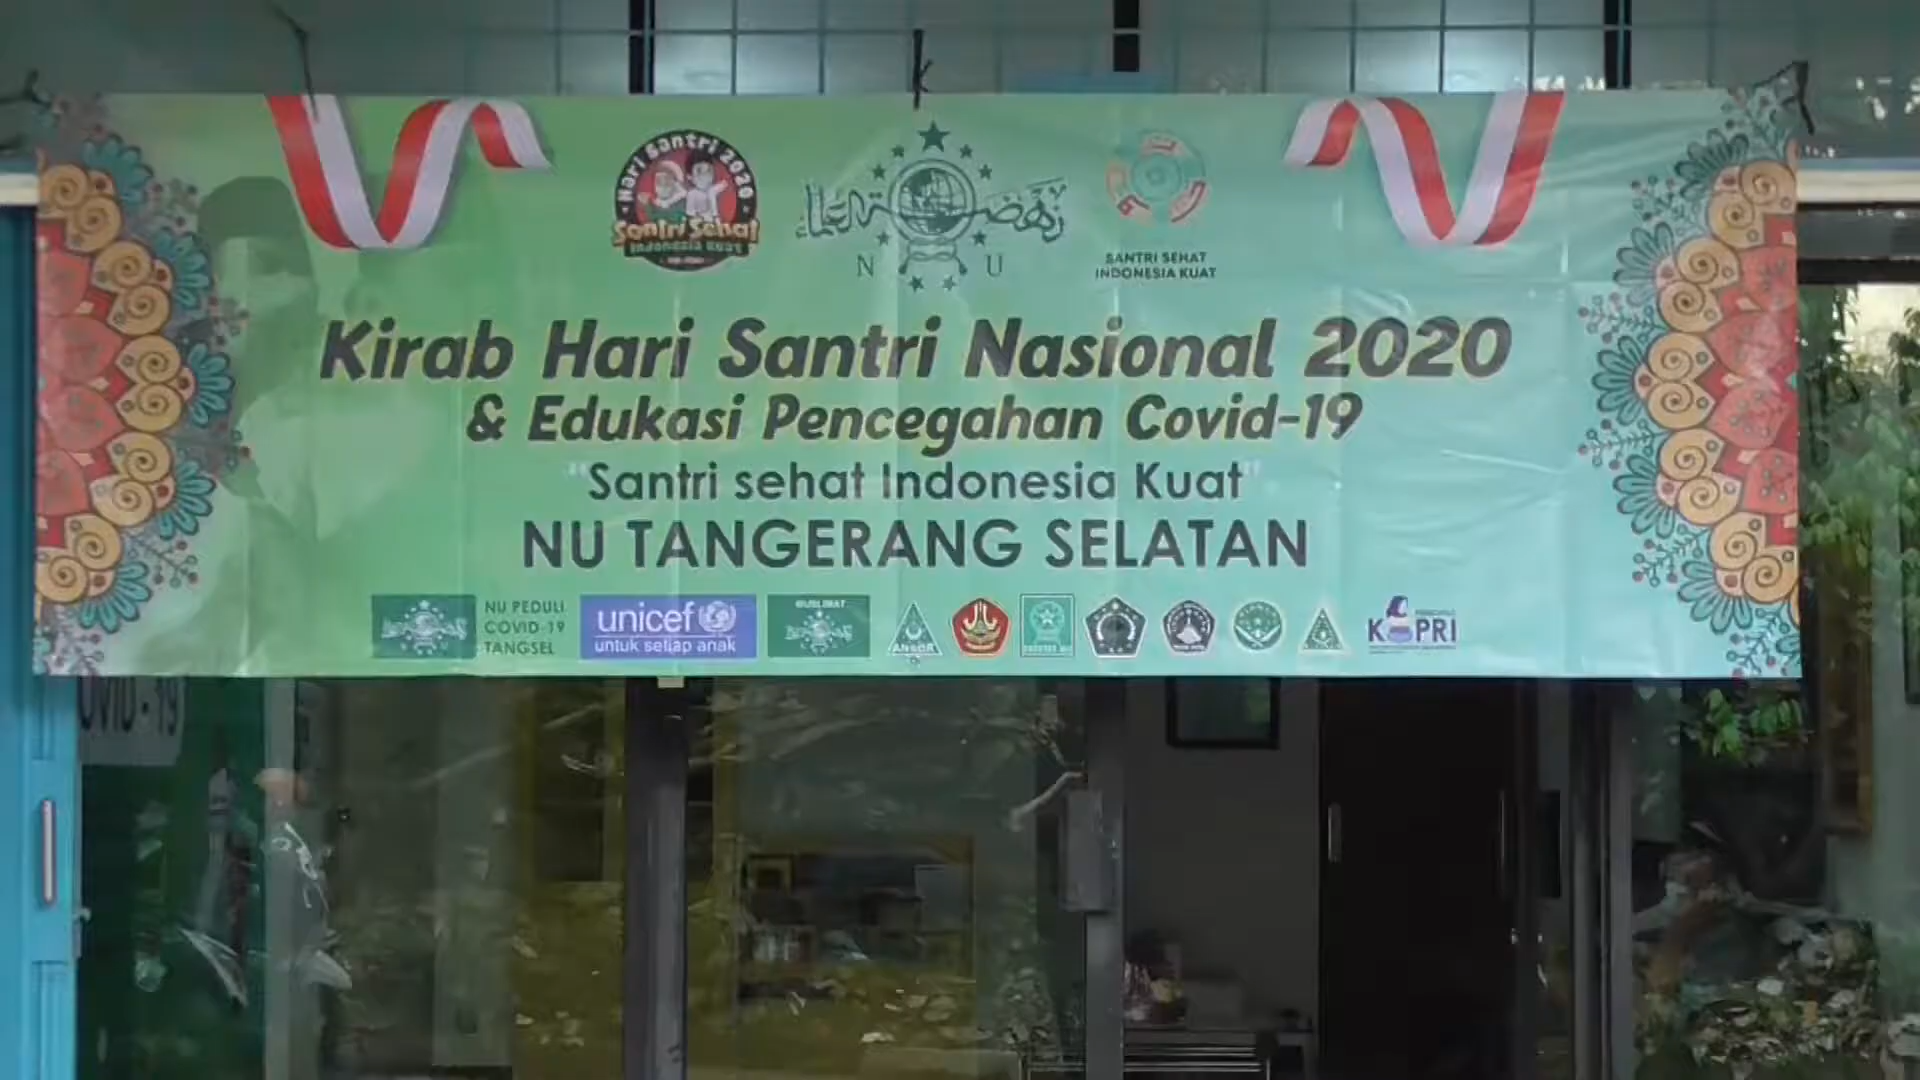 Hari Santri 2020
Santri Sehat
Indonesia Kuat
N U
SANTRI SEHAT
INDONESIA KUAT
Kirab Hari Santri Nasional 2020
& Edukasi Pencegahan Covid-19
"Santri sehat Indonesia Kuat"
NU TANGERANG SELATAN
NU PEDULI
COVID-19
TANGSEL
unicef
untuk setiap anak
MUSLIMAT
ANSOR
KOPRI
OVID-19